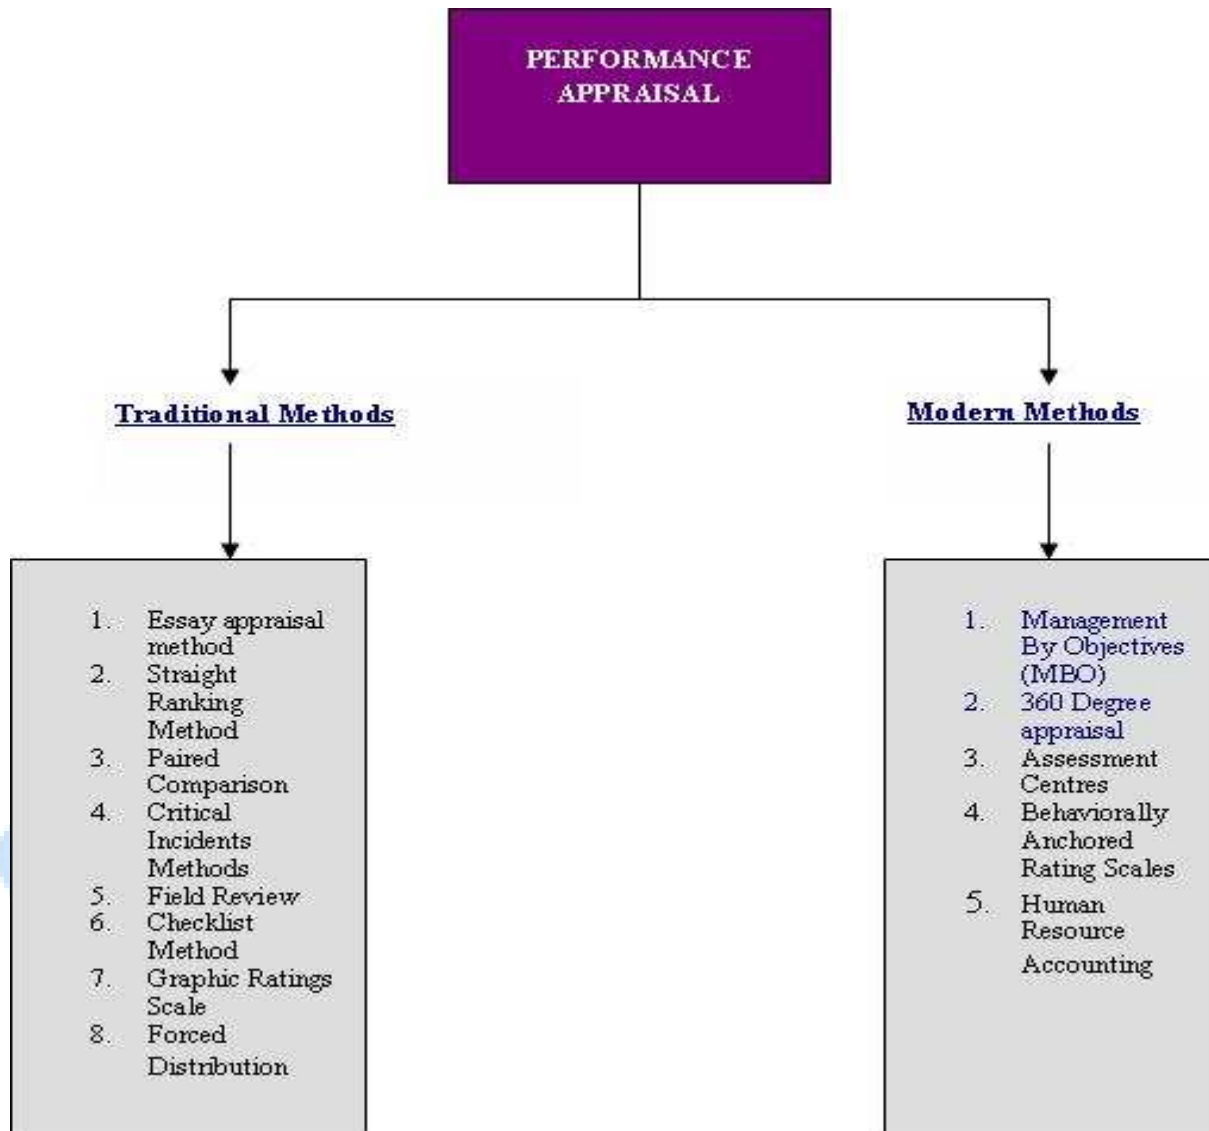 PERFORMANCE
APPRAISAL
Traditional Methods
1. Essay appraisal
method
2. Straight
Ranking
Method
3. Paired
Comparison
4. Critical
Incidents
Methods
5. Field Review
6. Checklist
Method
7. Graphic Ratings
Scale
8. Forced
Distribution
Modern Methods
1. Management
By Objectives
(MBO)
2. 360 Degree
appraisal
3. Assessment
Centres
4. Behaviorally
Anchored
Rating Scales
5. Human
Resource
Accounting